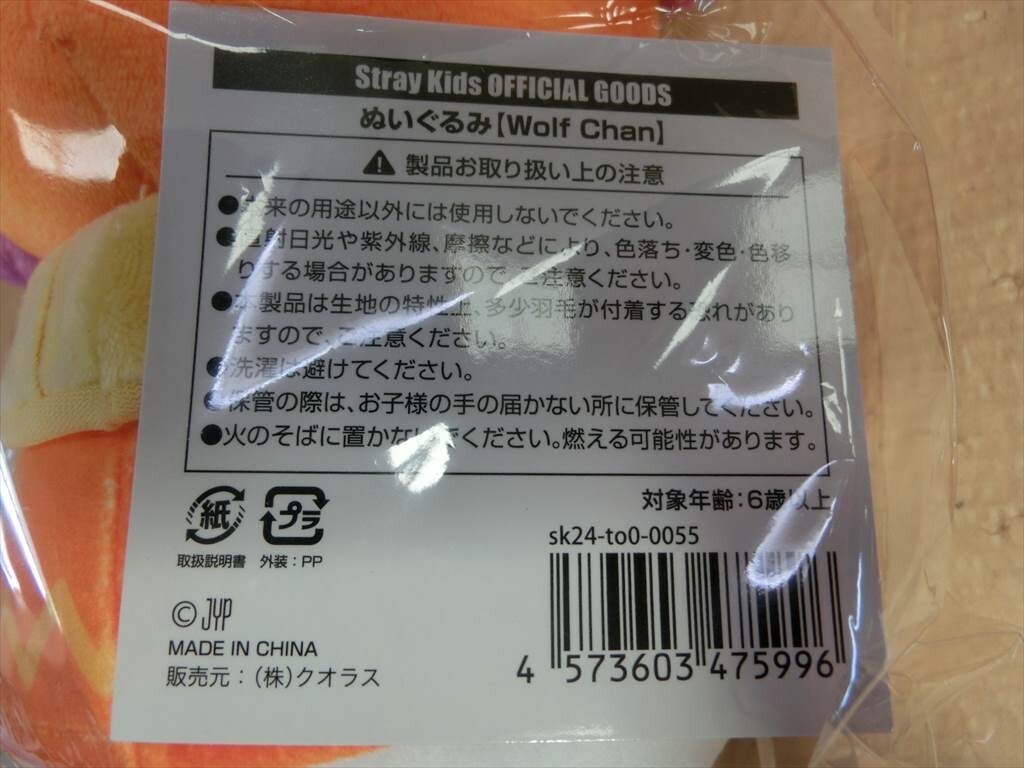 Stray Kids OFFICIAL GOODS
ぬいぐるみ【Wolf Chan】
製品お取り扱い上の注意
●本来の用途以外には使用しないでください。
●直射日光や紫外線、摩擦などにより、色落ち・変色・色移
りする場合がありますので、ご注意ください。
●本製品は生地の特性上、多少羽毛が付着する恐れがあり
ますので、ご注意ください。
●洗濯は避けてください。
●保管の際は、お子様の手の届かない所に保管してください。
●火のそばに置かないでください。燃える可能性があります。
対象年齢：6歳以上
紙 プラ
取扱説明書 外装：PP
sk24-to0-0055
© JYP
MADE IN CHINA
販売元：（株）クオラス
4 573603 475996